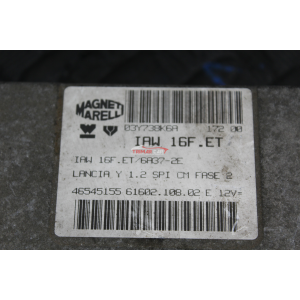 MAGNETI
MARELLI
03Y730K6A 172 00
IAW 16F.ET
IAW 16F.ET/6A37-2E
LANCIA Y 1.2 SPI CM FASE 2
46545155 61602.108.02 E 12V=